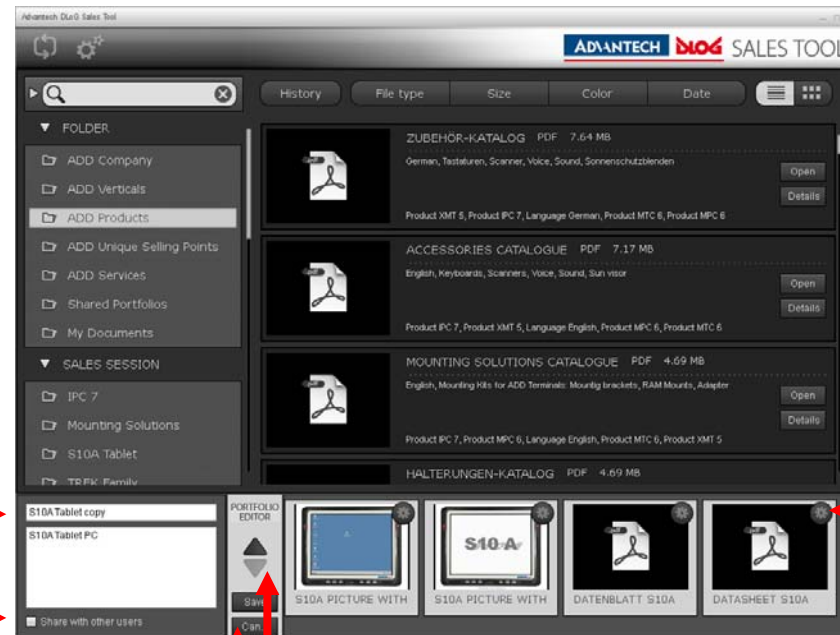 Advantech DLoG Sales Tool
ADVANTECH DLOG SALES TOOL
History File type Size Color Date
FOLDER
ADD Company
ADD Verticals
ADD Products
ADD Unique Selling Points
ADD Services
Shared Portfolios
My Documents
SALES SESSION
IPC 7
Mounting Solutions
S10A Tablet
TREK Family
ZUBEHÖR-KATALOG PDF 7.64 MB
German, Tastaturen, Scanner, Voice, Sound, Sonnenschutzblenden
Open
Details
Product XMT 5, Product IPC 7, Language German, Product MTC 6, Product MPC 6
ACCESSORIES CATALOGUE PDF 7.17 MB
English, Keyboards, Scanners, Voice, Sound, Sun visor
Open
Details
Product IPC 7, Product XMT 5, Language English, Product MPC 6, Product MTC 6
MOUNTING SOLUTIONS CATALOGUE PDF 4.69 MB
English, Mounting Kits for ADD Terminals: Mountig brackets, RAM Mounts, Adapter
Open
Details
Product IPC 7, Product MPC 6, Language English, Product MTC 6, Product XMT 5
HALTERUNGEN-KATALOG PDF 4.69 MB
S10A Tablet copy
S10A Tablet PC
Share with other users
PORTFOLIO
EDITOR
Save
Can...
S10A PICTURE WITH
S10 A
S10A PICTURE WITH
DATENBLATT S10A
DATASHEET S10A